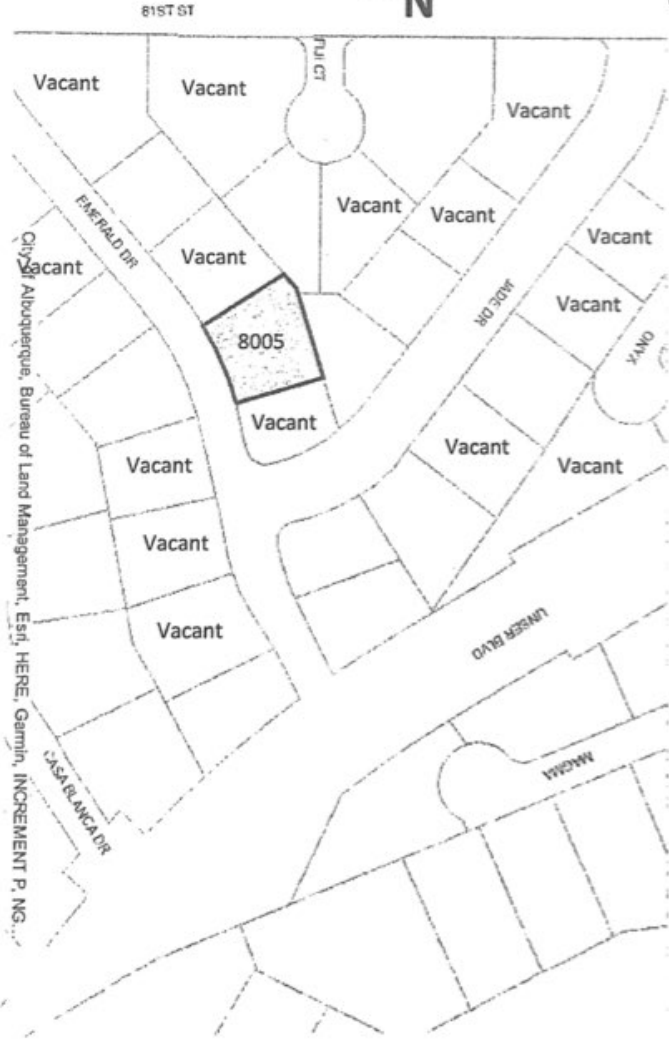 N
81ST ST
FIJI CT
Vacant
Vacant
Vacant
EMERALD DR
Vacant
Vacant
Vacant
Vacant
Vacant
JADE DR
Vacant
ONYX
8005
Vacant
Vacant
Vacant
Vacant
Vacant
Vacant
UNSER BLVD
MAGMA
CASA BLANCA DR
City of Albuquerque, Bureau of Land Management, Esri, HERE, Garmin, INCREMENT P, NG...